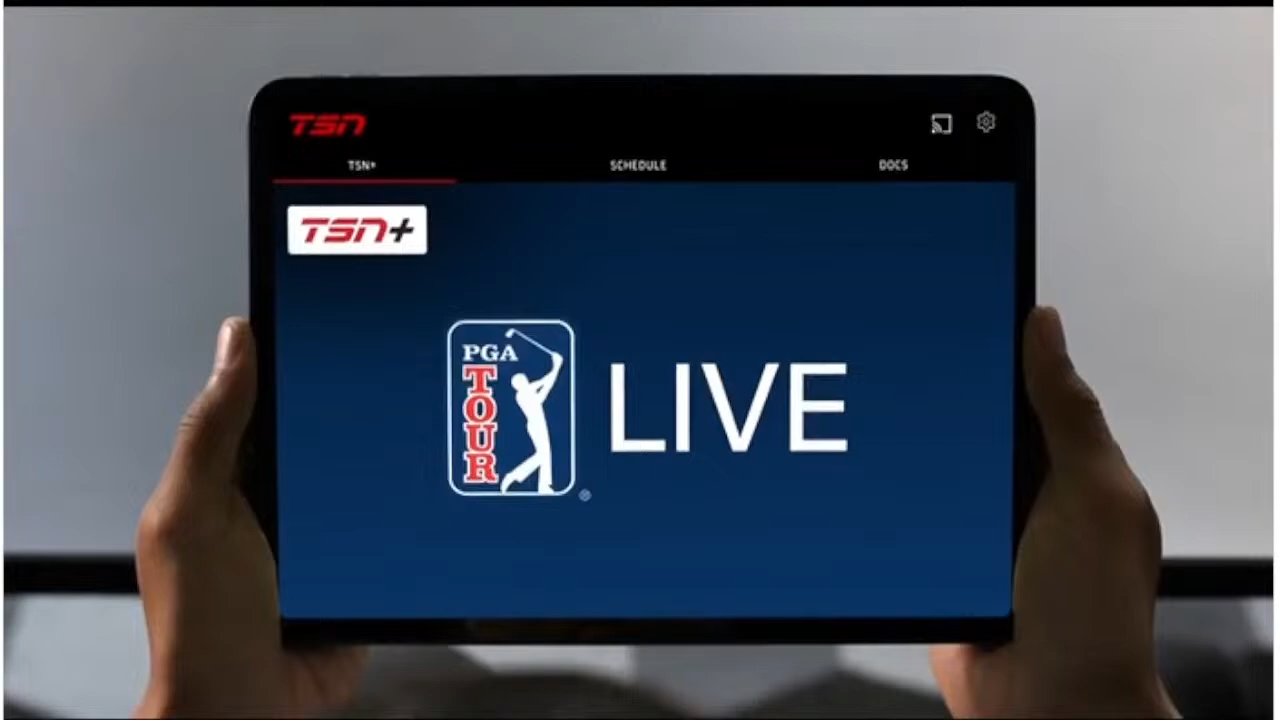 TSN
TSN+ SCHEDULE DOCS
TSN+
PGA
TOUR
LIVE
®